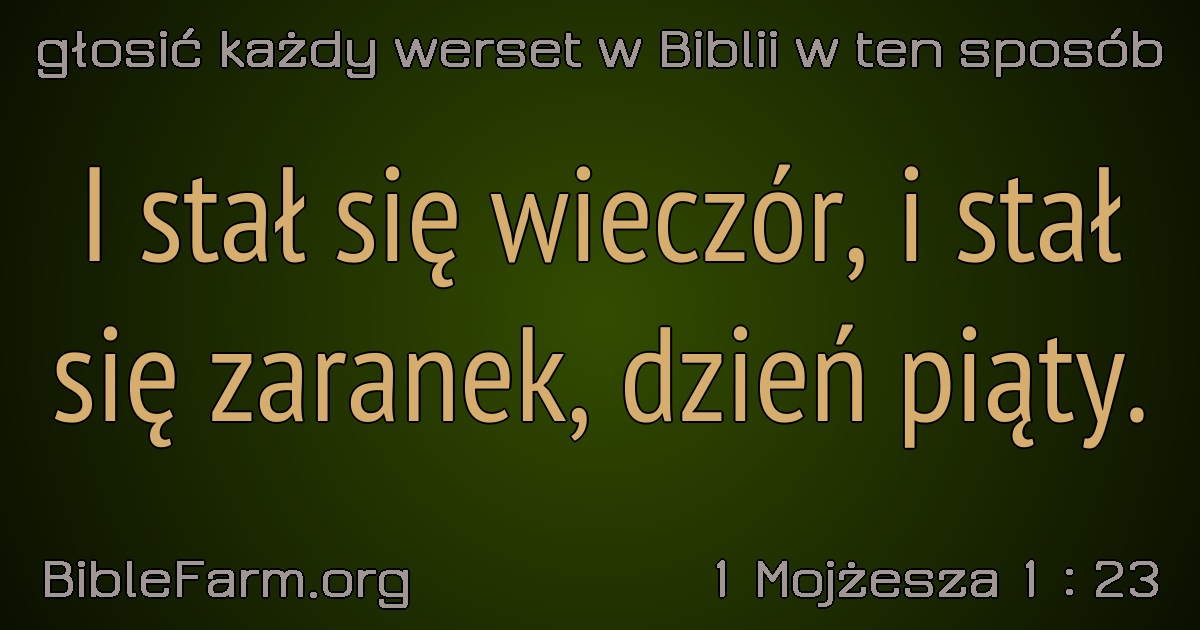 głosić każdy werset w Biblii w ten sposób
I stał się wieczór, i stał
się zaranek, dzień piąty.
BibleFarm.org
1 Mojżesza 1 : 23